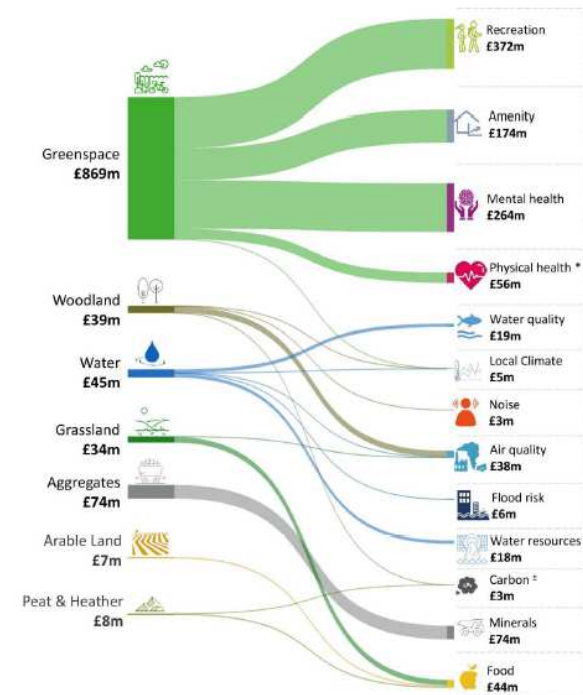 Greenspace
£869m
Woodland
£39m
Water
£45m
Grassland
£34m
Aggregates
£74m
Arable Land
£7m
Peat & Heather
£8m
Recreation
£372m
Amenity
£174m
Mental health
£264m
Physical health *
£56m
Water quality
£19m
Local Climate
£5m
Noise
£3m
Air quality
£38m
Flood risk
£6m
Water resources
£18m
Carbon ‡
£3m
Minerals
£74m
Food
£44m